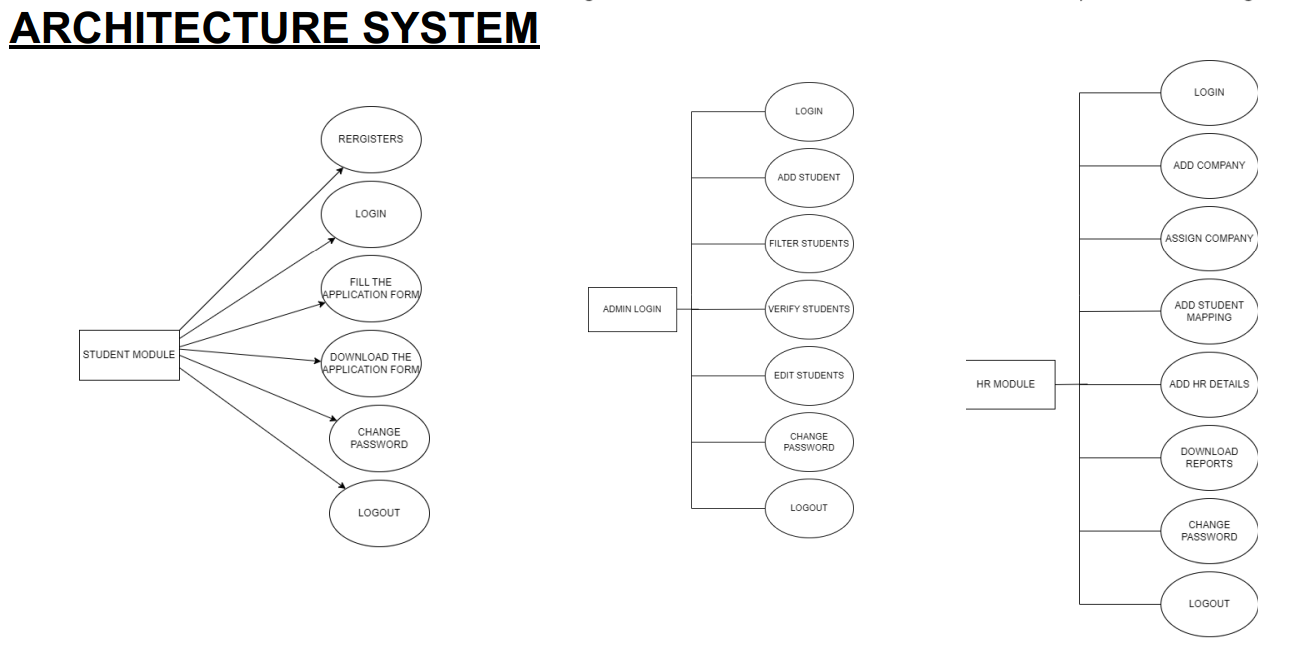 ARCHITECTURE SYSTEM
RERGISTERS
LOGIN
FILL THE
APPLICATION FORM
STUDENT MODULE
DOWNLOAD THE
APPLICATION FORM
CHANGE
PASSWORD
LOGOUT
LOGIN
ADD STUDENT
FILTER STUDENTS
ADMIN LOGIN
VERIFY STUDENTS
EDIT STUDENTS
CHANGE
PASSWORD
LOGOUT
LOGIN
ADD COMPANY
ASSIGN COMPANY
ADD STUDENT
MAPPING
HR MODULE
ADD HR DETAILS
DOWNLOAD
REPORTS
CHANGE
PASSWORD
LOGOUT